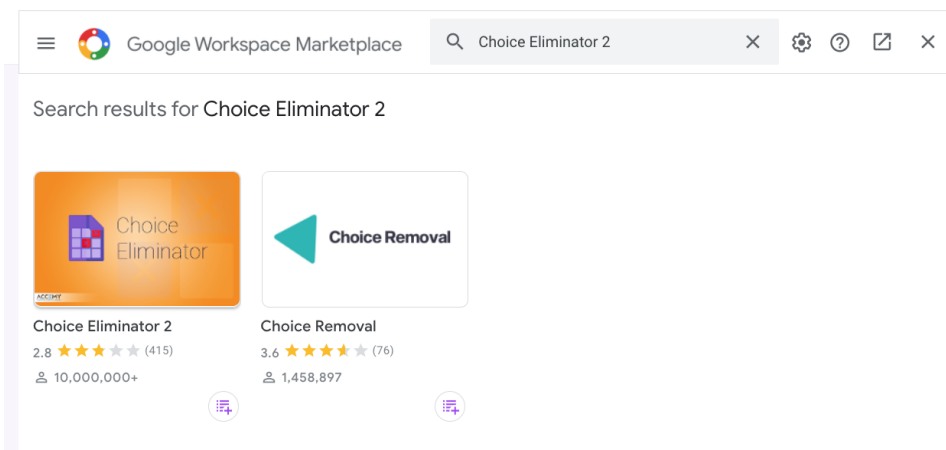 Google Workspace Marketplace
Choice Eliminator 2
Search results for Choice Eliminator 2
Choice
Eliminator
Choice Removal
Choice Eliminator 2
2.8 (415)
10,000,000+
Choice Removal
3.6 (76)
1,458,897